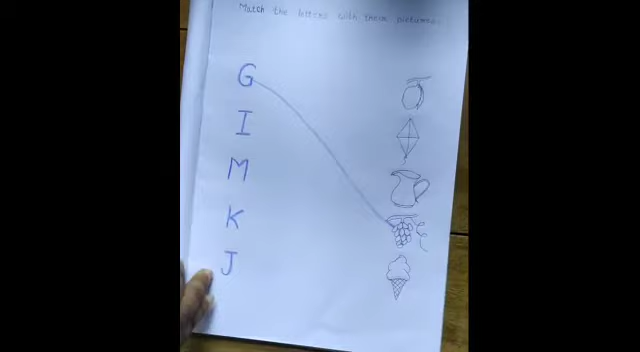 Match the letters with their pictures.
G
I
M
K
J